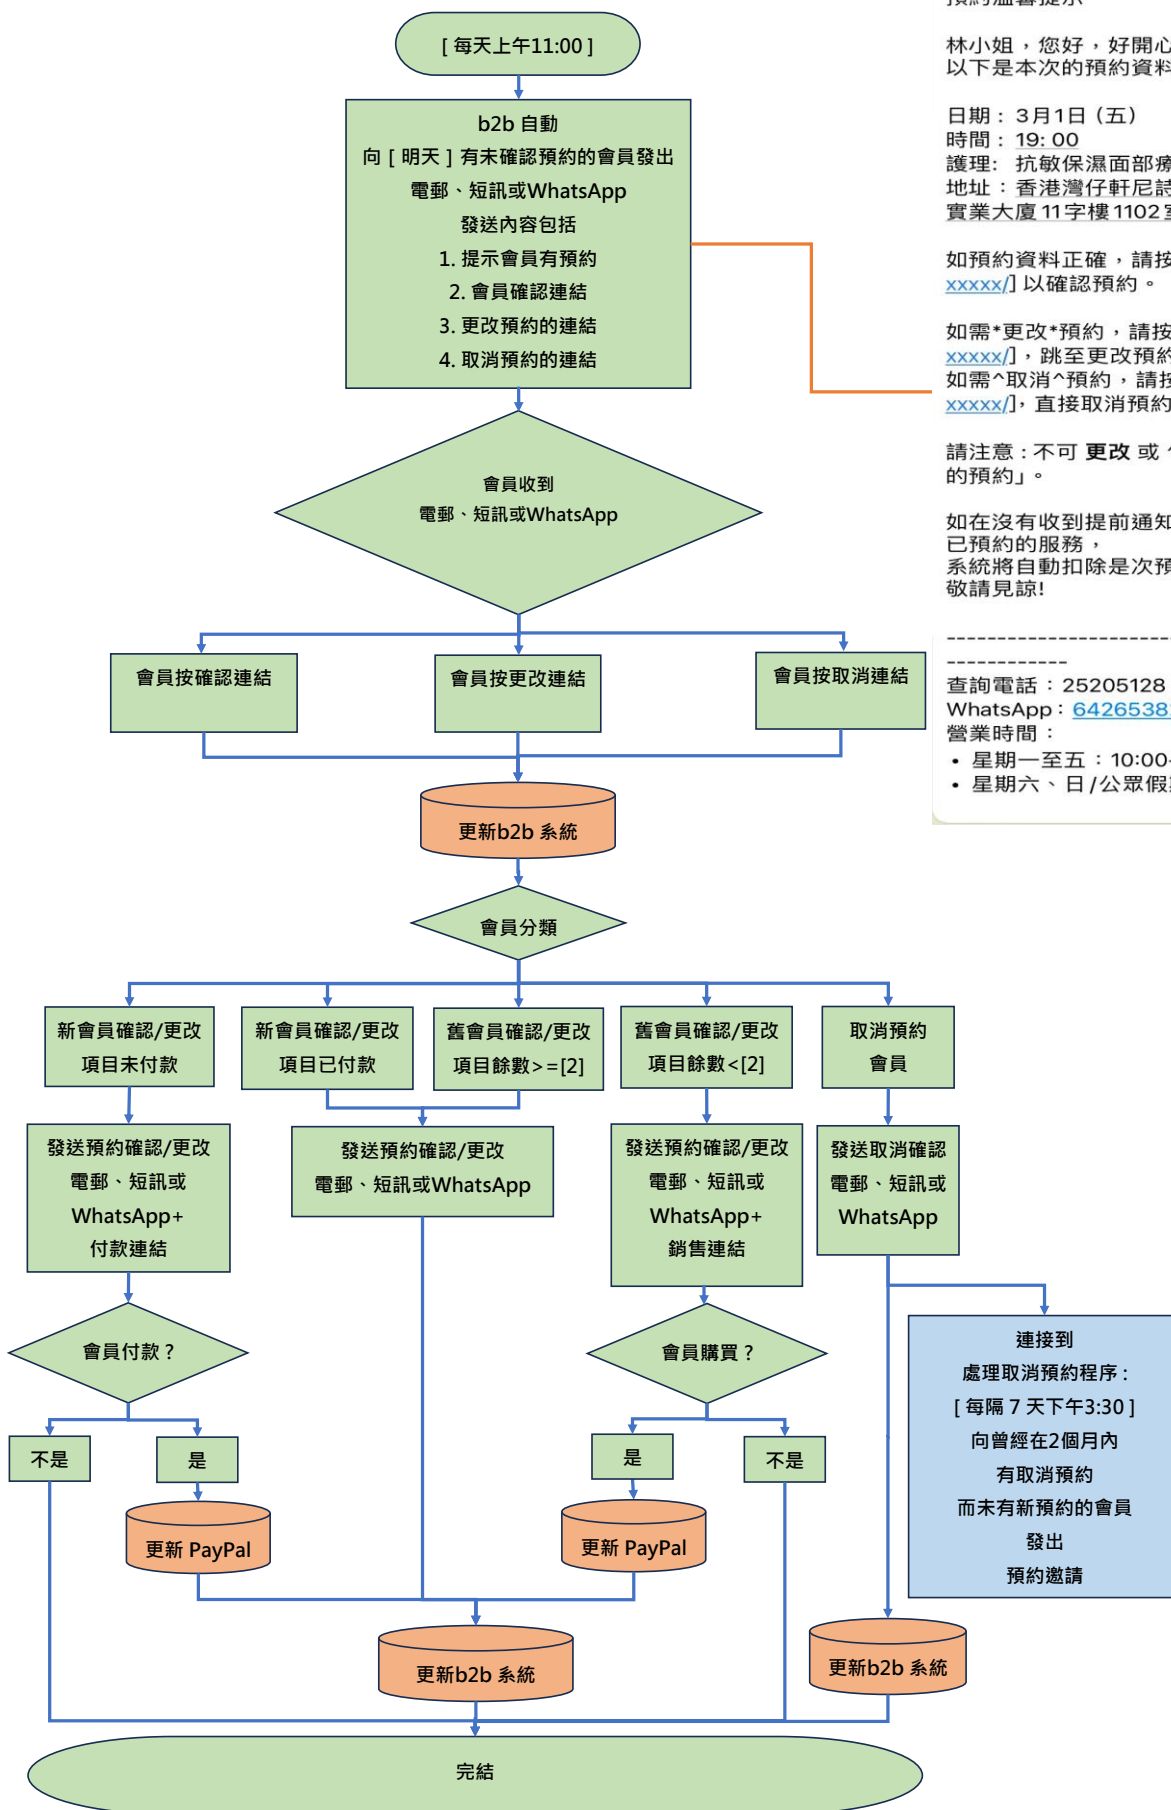 [ 每天上午11:00 ]
b2b 自動
向 [ 明天 ] 有未確認預約的會員發出
電郵、短訊或WhatsApp
發送內容包括
1. 提示會員有預約
2. 會員確認連結
3. 更改預約的連結
4. 取消預約的連結
會員收到
電郵、短訊或WhatsApp
會員按確認連結
會員按更改連結
會員按取消連結
更新b2b 系統
會員分類
新會員確認/更改
項目未付款
新會員確認/更改
項目已付款
舊會員確認/更改
項目餘數>=[2]
舊會員確認/更改
項目餘數<[2]
取消預約
會員
發送預約確認/更改
電郵、短訊或
WhatsApp+
付款連結
發送預約確認/更改
電郵、短訊或WhatsApp
發送預約確認/更改
電郵、短訊或
WhatsApp+
銷售連結
發送取消確認
電郵、短訊或
WhatsApp
會員付款？
會員購買？
不是
是
是
不是
更新 PayPal
更新 PayPal
連接到
處理取消預約程序 :
[ 每隔 7 天下午3:30 ]
向曾經在2個月內
有取消預約
而未有新預約的會員
發出
預約邀請
更新b2b 系統
更新b2b 系統
完結
林小姐，您好，好開心
以下是本次的預約資料
日期 : 3月1日 (五)
時間 : 19: 00
護理: 抗敏保濕面部療
地址 : 香港灣仔軒尼詩
實業大廈 11字樓 1102室
如預約資料正確，請按
xxxxx/] 以確認預約。
如需*更改*預約，請按
xxxxx/]，跳至更改預約
如需^取消^預約，請按
xxxxx/]，直接取消預約
請注意 : 不可 更改 或
的預約」。
如在沒有收到提前通知
已預約的服務，
系統將自動扣除是次預
敬請見諒!
-----------------------
------------
查詢電話：25205128
WhatsApp : 6426538
營業時間：
• 星期一至五：10:00-
• 星期六、日 /公眾假